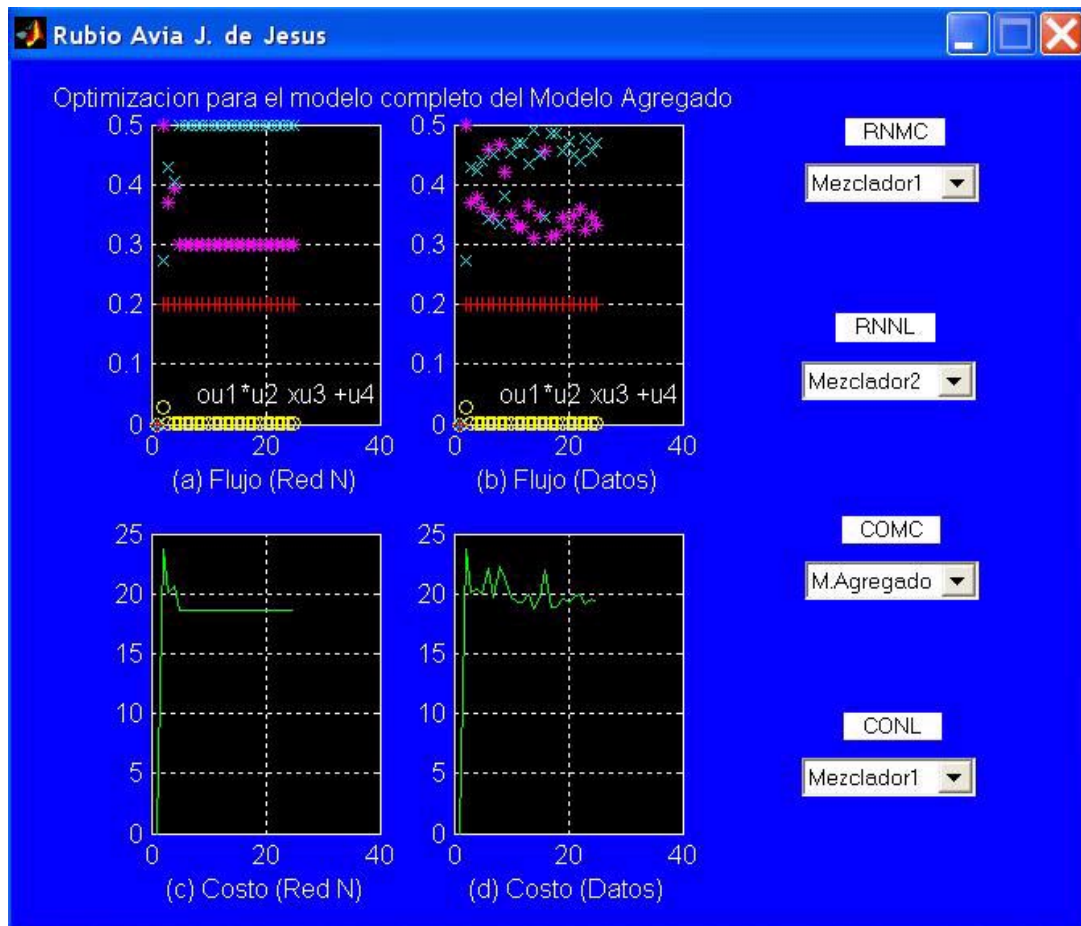 Rubio Avia J. de Jesus
Optimizacion para el modelo completo del Modelo Agregado
0.5
0.4
0.3
0.2
0.1
0
0
20
40
ou1*u2 xu3 +u4
(a) Flujo (Red N)
0.5
0.4
0.3
0.2
0.1
0
0
20
40
ou1*u2 xu3 +u4
(b) Flujo (Datos)
25
20
15
10
5
0
0
20
40
(c) Costo (Red N)
25
20
15
10
5
0
0
20
40
(d) Costo (Datos)
RNMC
Mezclador1
RNNL
Mezclador2
COMC
M.Agregado
CONL
Mezclador1